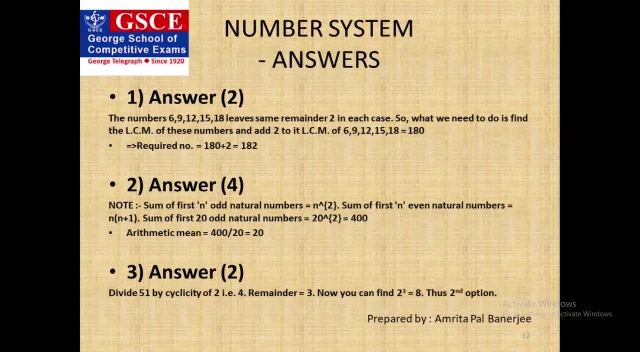 GSCE
George School of
Competitive Exams
George Telegraph • Since 1920
NUMBER SYSTEM
- ANSWERS
• 1) Answer (2)
The numbers 6,9,12,15,18 leaves same remainder 2 in each case. So, what we need to do is find
the L.C.M. of these numbers and add 2 to it L.C.M. of 6,9,12,15,18 = 180
• =>Required no. = 180+2 = 182
• 2) Answer (4)
NOTE :- Sum of first 'n' odd natural numbers = n^{2}. Sum of first 'n' even natural numbers =
n(n+1). Sum of first 20 odd natural numbers = 20^{2} = 400
• Arithmetic mean = 400/20 = 20
• 3) Answer (2)
Divide 51 by cyclicity of 2 i.e. 4. Remainder = 3. Now you can find 2³ = 8. Thus 2nd option.
Activate Windows
Activate Windows.
Prepared by : Amrita Pal Banerjee
12